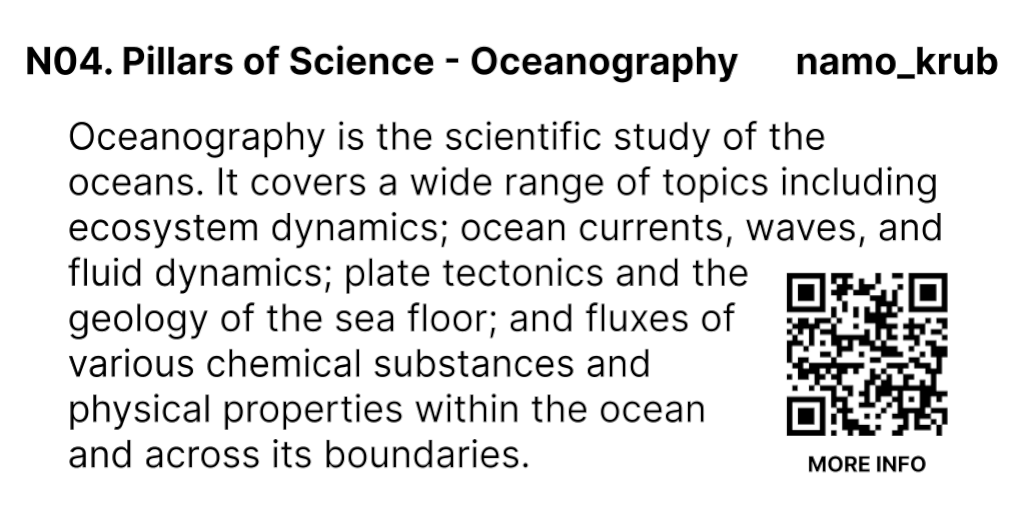 N04. Pillars of Science - Oceanography namo_krub
Oceanography is the scientific study of the
oceans. It covers a wide range of topics including
ecosystem dynamics; ocean currents, waves, and
fluid dynamics; plate tectonics and the
geology of the sea floor; and fluxes of
various chemical substances and
physical properties within the ocean
and across its boundaries.
MORE INFO